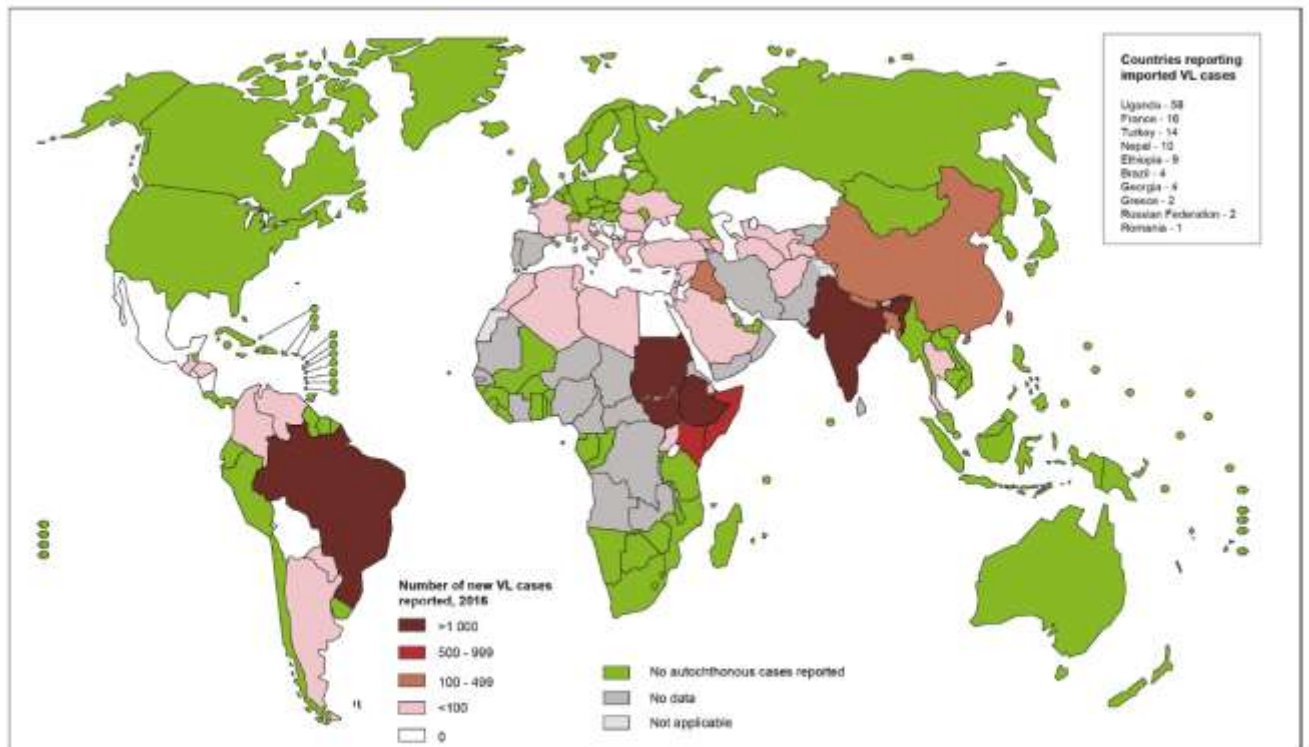 Countries reporting
imported VL cases
Uganda - 58
France - 16
Turkey - 14
Nepal - 10
Ethiopia - 9
Brazil - 4
Georgia - 4
Greece - 2
Russian Federation - 2
Romania - 1
Number of new VL cases
reported, 2016
>1 000
500 - 999
100 - 499
<100
0
No autochthonous cases reported
No data
Not applicable